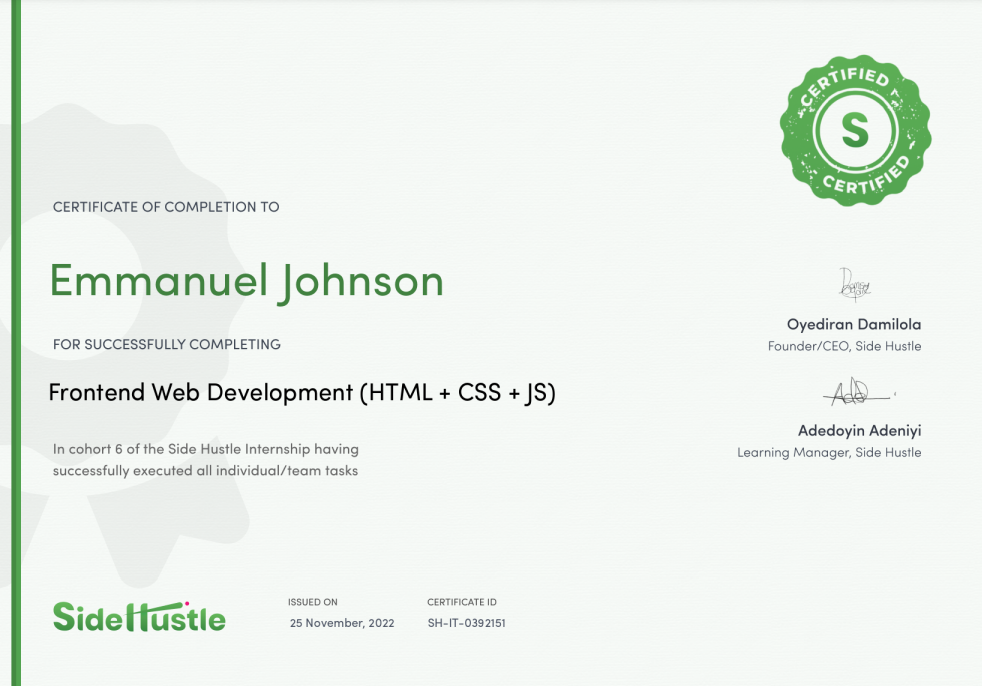 CERTIFIED
S
CERTIFIED
CERTIFICATE OF COMPLETION TO
Emmanuel Johnson
FOR SUCCESSFULLY COMPLETING
Frontend Web Development (HTML + CSS + JS)
In cohort 6 of the Side Hustle Internship having
successfully executed all individual/team tasks
Oyediran Damilola
Founder/CEO, Side Hustle
Adedoyin Adeniyi
Learning Manager, Side Hustle
SideHustle
ISSUED ON
25 November, 2022
CERTIFICATE ID
SH-IT-0392151